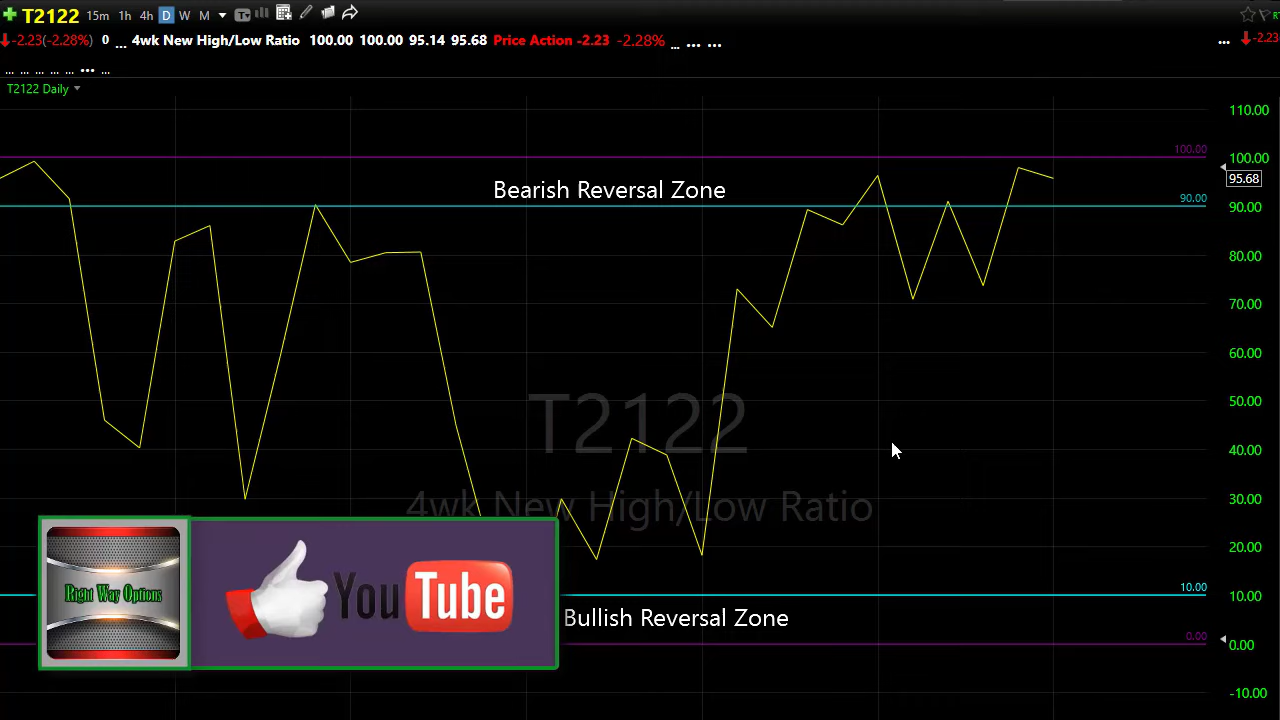 T2122 15m 1h 4h D W M T RT
-2.23(-2.28%) 0 ... 4wk New High/Low Ratio 100.00 100.00 95.14 95.68 Price Action -2.23 -2.28% ... ... ... ... -2.23
... ... ... ... ... ... ...
T2122 Daily
110.00
100.00 100.00
95.68
Bearish Reversal Zone
90.00 90.00
80.00
70.00
60.00
50.00
T2122
40.00
30.00
4wk New High/Low Ratio
20.00
10.00 10.00
Right Way Options
YouTube
Bullish Reversal Zone
0.00 0.00
-10.00